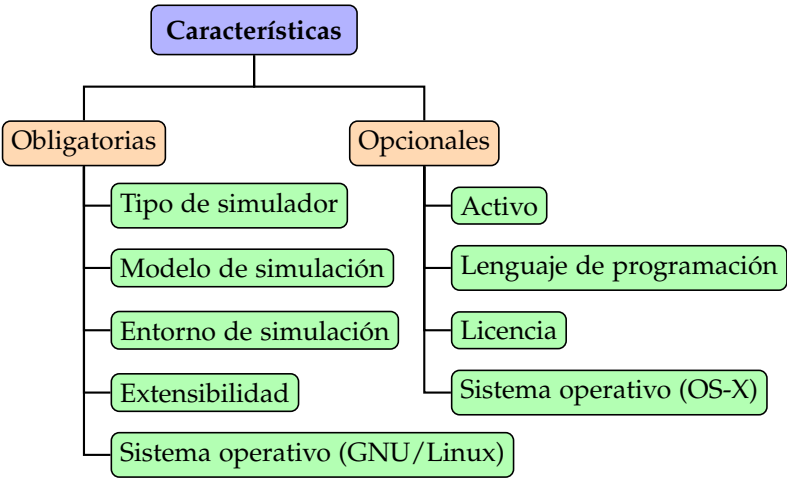 Características
Obligatorias
Opcionales
Tipo de simulador
Modelo de simulación
Entorno de simulación
Extensibilidad
Sistema operativo (GNU/Linux)
Activo
Lenguaje de programación
Licencia
Sistema operativo (OS-X)